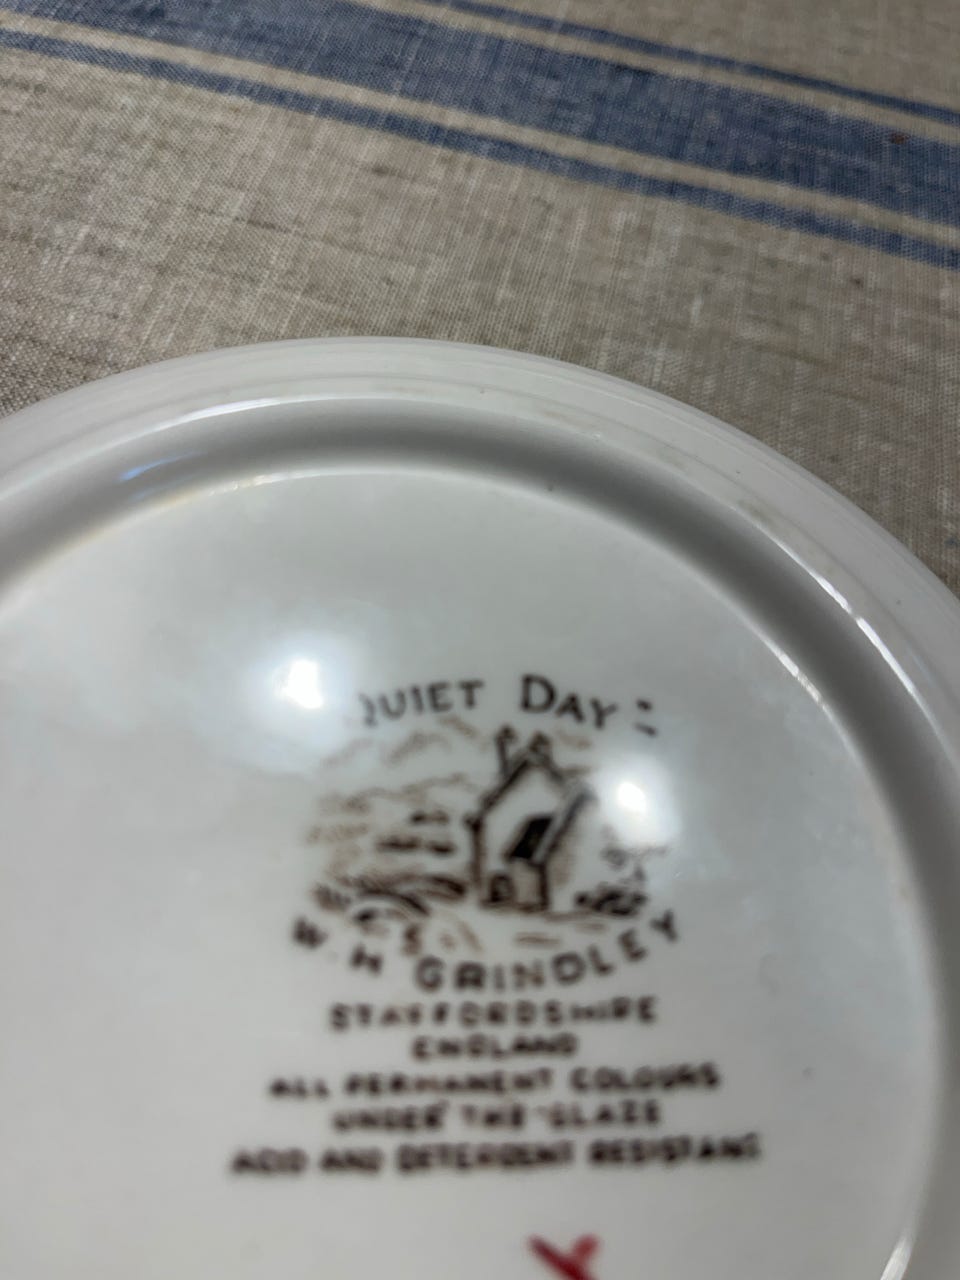 QUIET DAY
W. H GRINDLEY
STAFFORDSHIRE
ENGLAND
ALL PERMANENT COLOURS
UNDER THE GLAZE
ACID AND DETERGENT RESISTANT